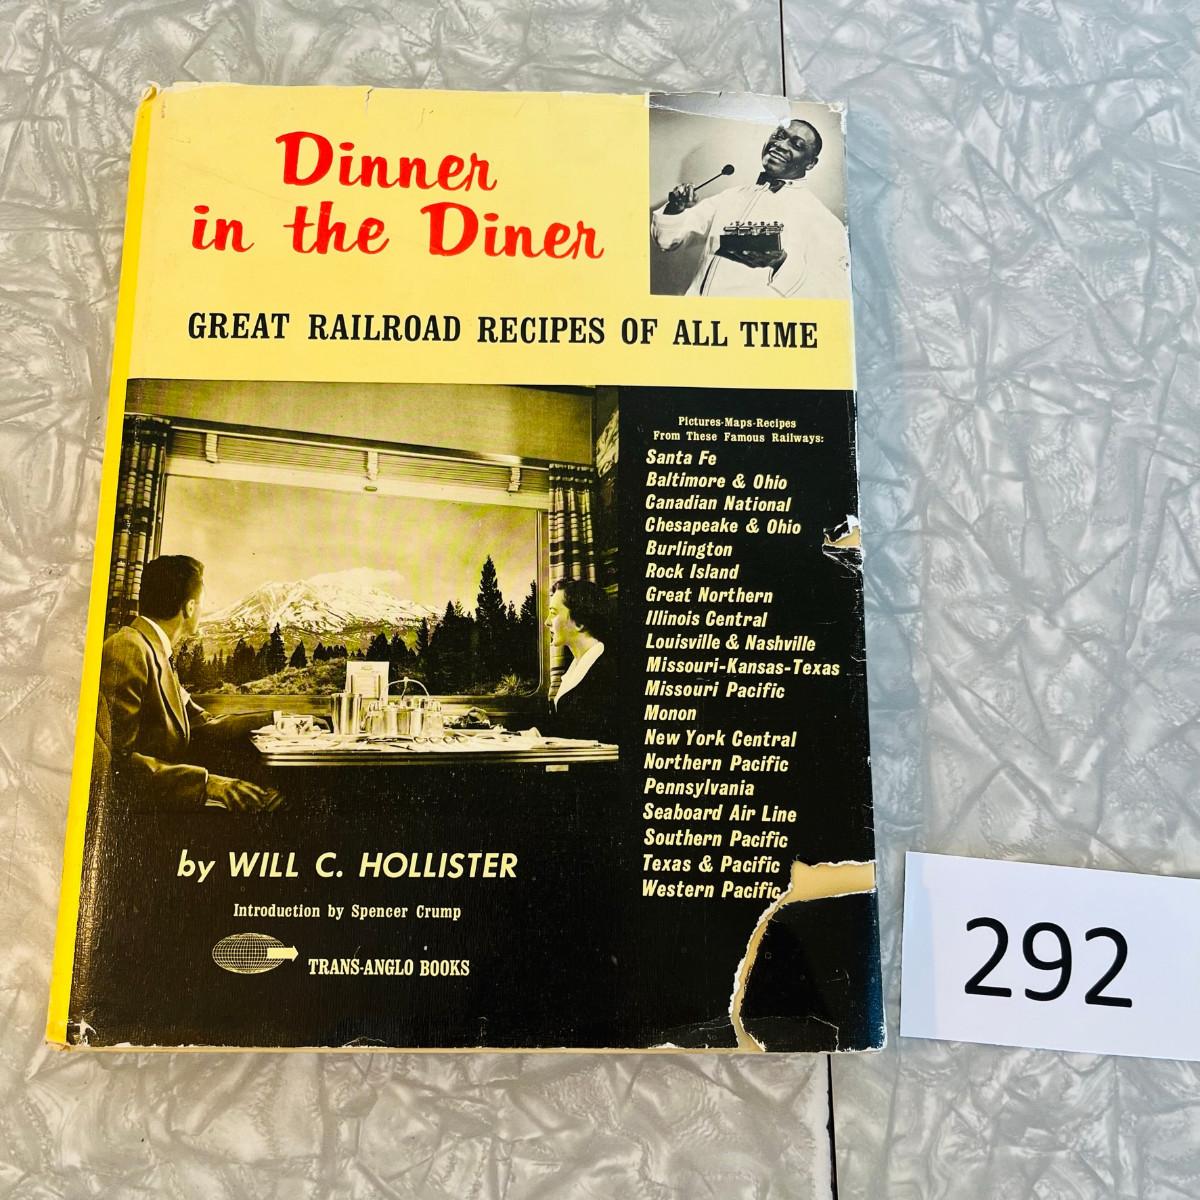 Dinner
in the Diner
GREAT RAILROAD RECIPES OF ALL TIME
Pictures-Maps-Recipes
From These Famous Railways:
Santa Fe
Baltimore & Ohio
Canadian National
Chesapeake & Ohio
Burlington
Rock Island
Great Northern
Illinois Central
Louisville & Nashville
Missouri-Kansas-Texas
Missouri Pacific
Monon
New York Central
Northern Pacific
Pennsylvania
Seaboard Air Line
Southern Pacific
Texas & Pacific
Western Pacific
by WILL C. HOLLISTER
Introduction by Spencer Crump
TRANS-ANGLO BOOKS
292